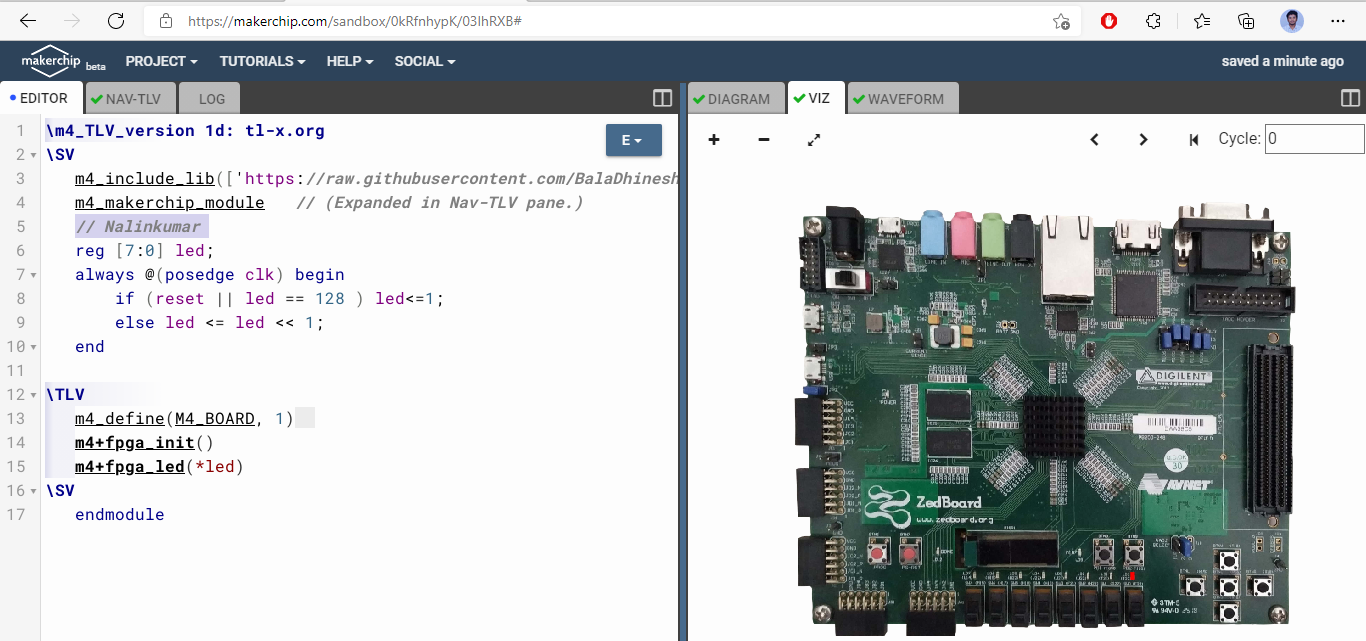 https://makerchip.com/sandbox/0kRfnhypK/03lhRXB#
makerchip beta PROJECT TUTORIALS HELP SOCIAL saved a minute ago
EDITOR NAV-TLV LOG DIAGRAM VIZ WAVEFORM
E
Cycle: 0
1 \m4_TLV_version 1d: tl-x.org
2 \SV
3 m4_include_lib(['https://raw.githubusercontent.com/BalaDhinesh
4 m4_makerchip_module // (Expanded in Nav-TLV pane.)
5 // Nalinkumar
6 reg [7:0] led;
7 always @(posedge clk) begin
8 if (reset || led == 128 ) led<=1;
9 else led <= led << 1;
10 end
11
12 \TLV
13 m4_define(M4_BOARD, 1)
14 m4+fpga_init()
15 m4+fpga_led(*led)
16 \SV
17 endmodule
DIGILENT
AVNET
ZedBoard
www.zedboard.org